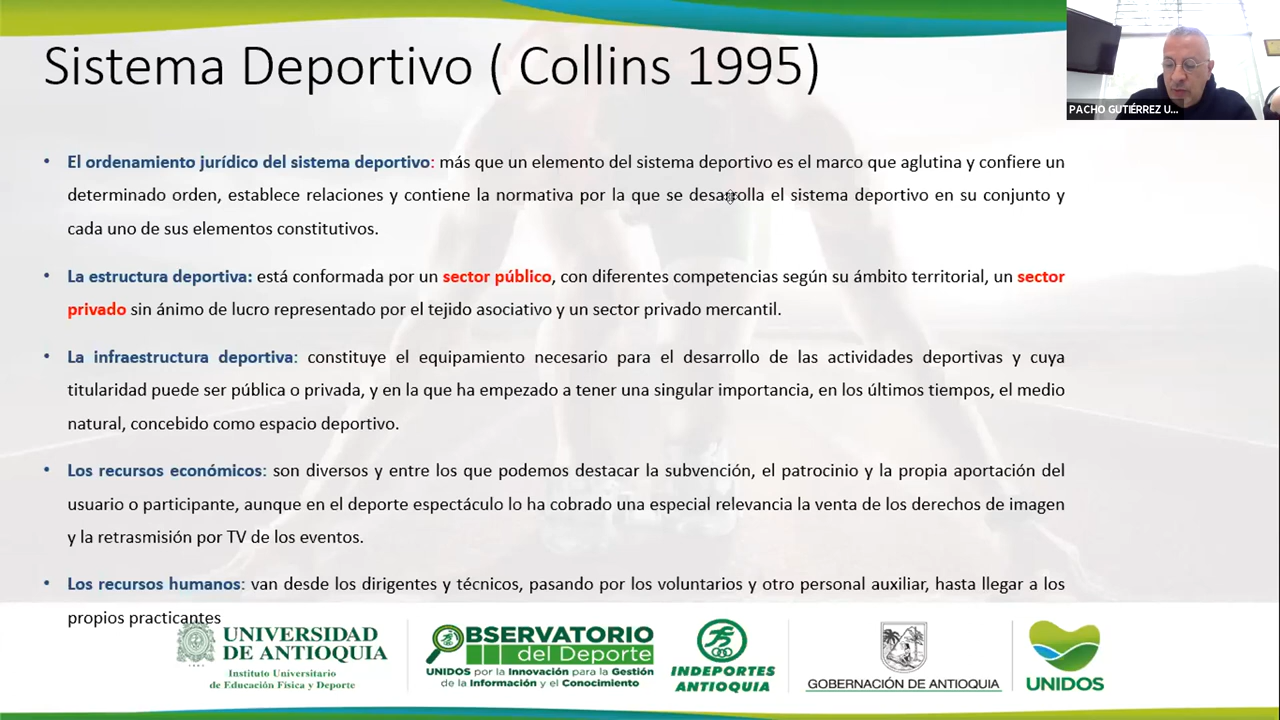 Sistema Deportivo ( Collins 1995)
PACHO GUTIÉRREZ U...
• El ordenamiento jurídico del sistema deportivo: más que un elemento del sistema deportivo es el marco que aglutina y confiere un
determinado orden, establece relaciones y contiene la normativa por la que se desarrolla el sistema deportivo en su conjunto y
cada uno de sus elementos constitutivos.
• La estructura deportiva: está conformada por un sector público, con diferentes competencias según su ámbito territorial, un sector
privado sin ánimo de lucro representado por el tejido asociativo y un sector privado mercantil.
• La infraestructura deportiva: constituye el equipamiento necesario para el desarrollo de las actividades deportivas y cuya
titularidad puede ser pública o privada, y en la que ha empezado a tener una singular importancia, en los últimos tiempos, el medio
natural, concebido como espacio deportivo.
• Los recursos económicos: son diversos y entre los que podemos destacar la subvención, el patrocinio y la propia aportación del
usuario o participante, aunque en el deporte espectáculo lo ha cobrado una especial relevancia la venta de los derechos de imagen
y la retrasmisión por TV de los eventos.
• Los recursos humanos: van desde los dirigentes y técnicos, pasando por los voluntarios y otro personal auxiliar, hasta llegar a los
propios practicantes
UNIVERSIDAD
DE ANTIOQUIA
Instituto Universitario
de Educación Física y Deporte
OBSERVATORIO
del Deporte
UNIDOS por la Innovación para la Gestión
de la Información y el Conocimiento
INDEPORTES
ANTIOQUIA
GOBERNACIÓN DE ANTIOQUIA
UNIDOS